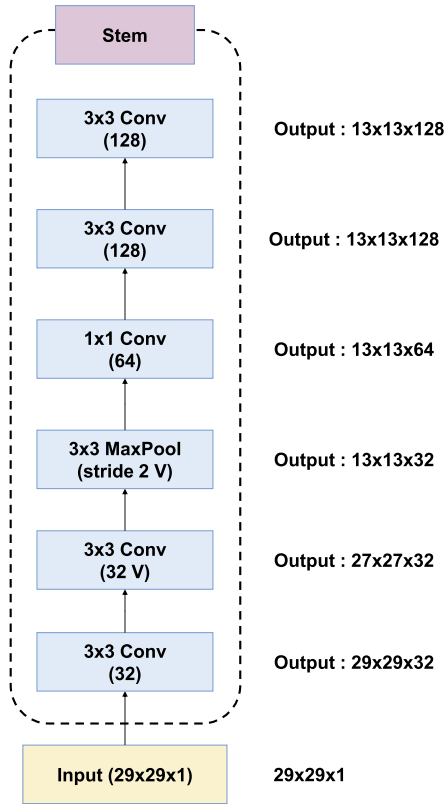 Stem
3x3 Conv
(128)
Output : 13x13x128
3x3 Conv
(128)
Output : 13x13x128
1x1 Conv
(64)
Output : 13x13x64
3x3 MaxPool
(stride 2 V)
Output : 13x13x32
3x3 Conv
(32 V)
Output : 27x27x32
3x3 Conv
(32)
Output : 29x29x32
Input (29x29x1)
29x29x1